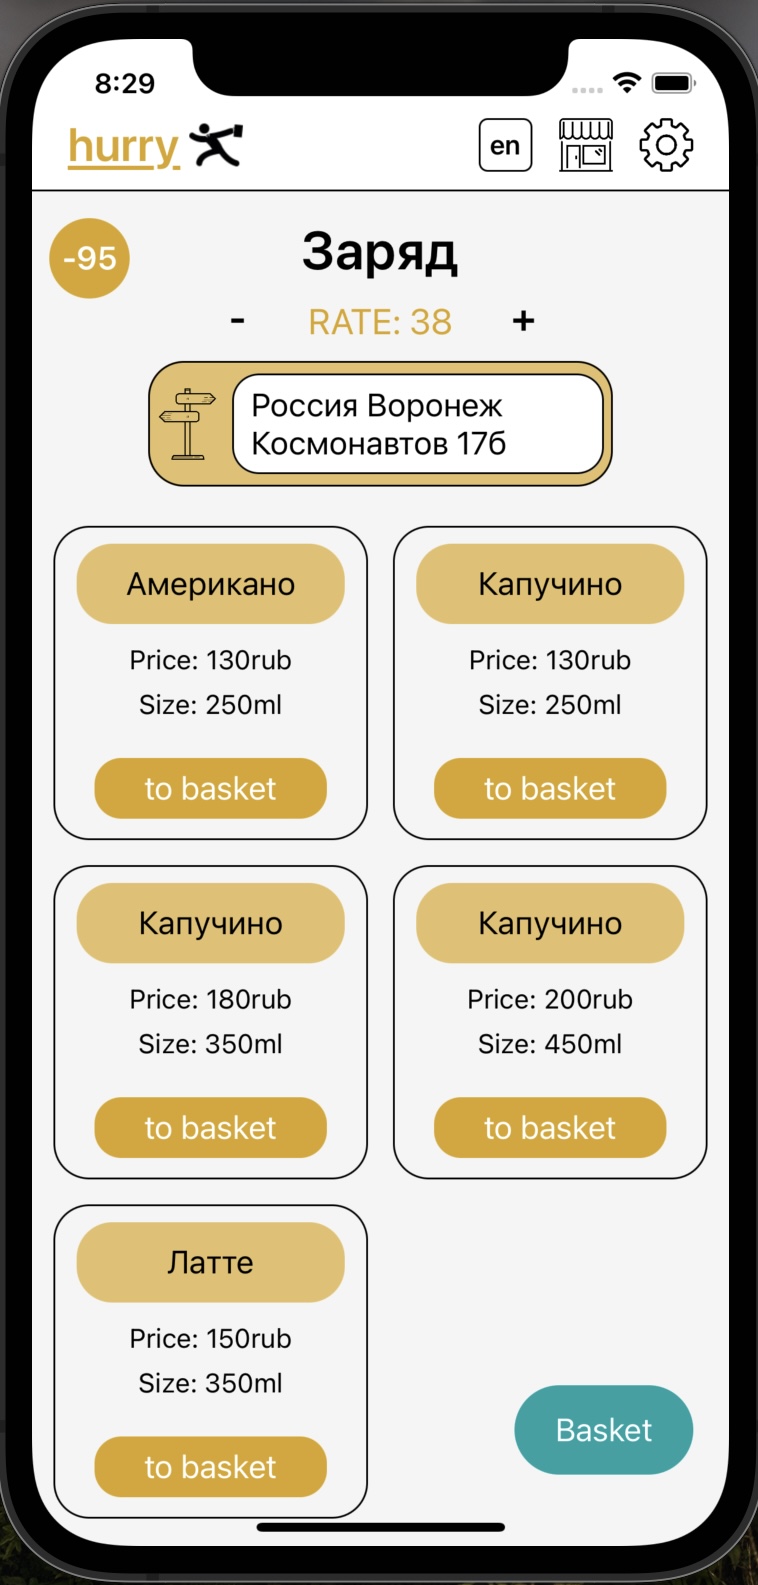 8:29
hurry
en
-95
Заряд
- RATE: 38 +
Россия Воронеж
Космонавтов 17б
Американо
Price: 130rub
Size: 250ml
to basket
Капучино
Price: 130rub
Size: 250ml
to basket
Капучино
Price: 180rub
Size: 350ml
to basket
Капучино
Price: 200rub
Size: 450ml
to basket
Латте
Price: 150rub
Size: 350ml
to basket
Basket